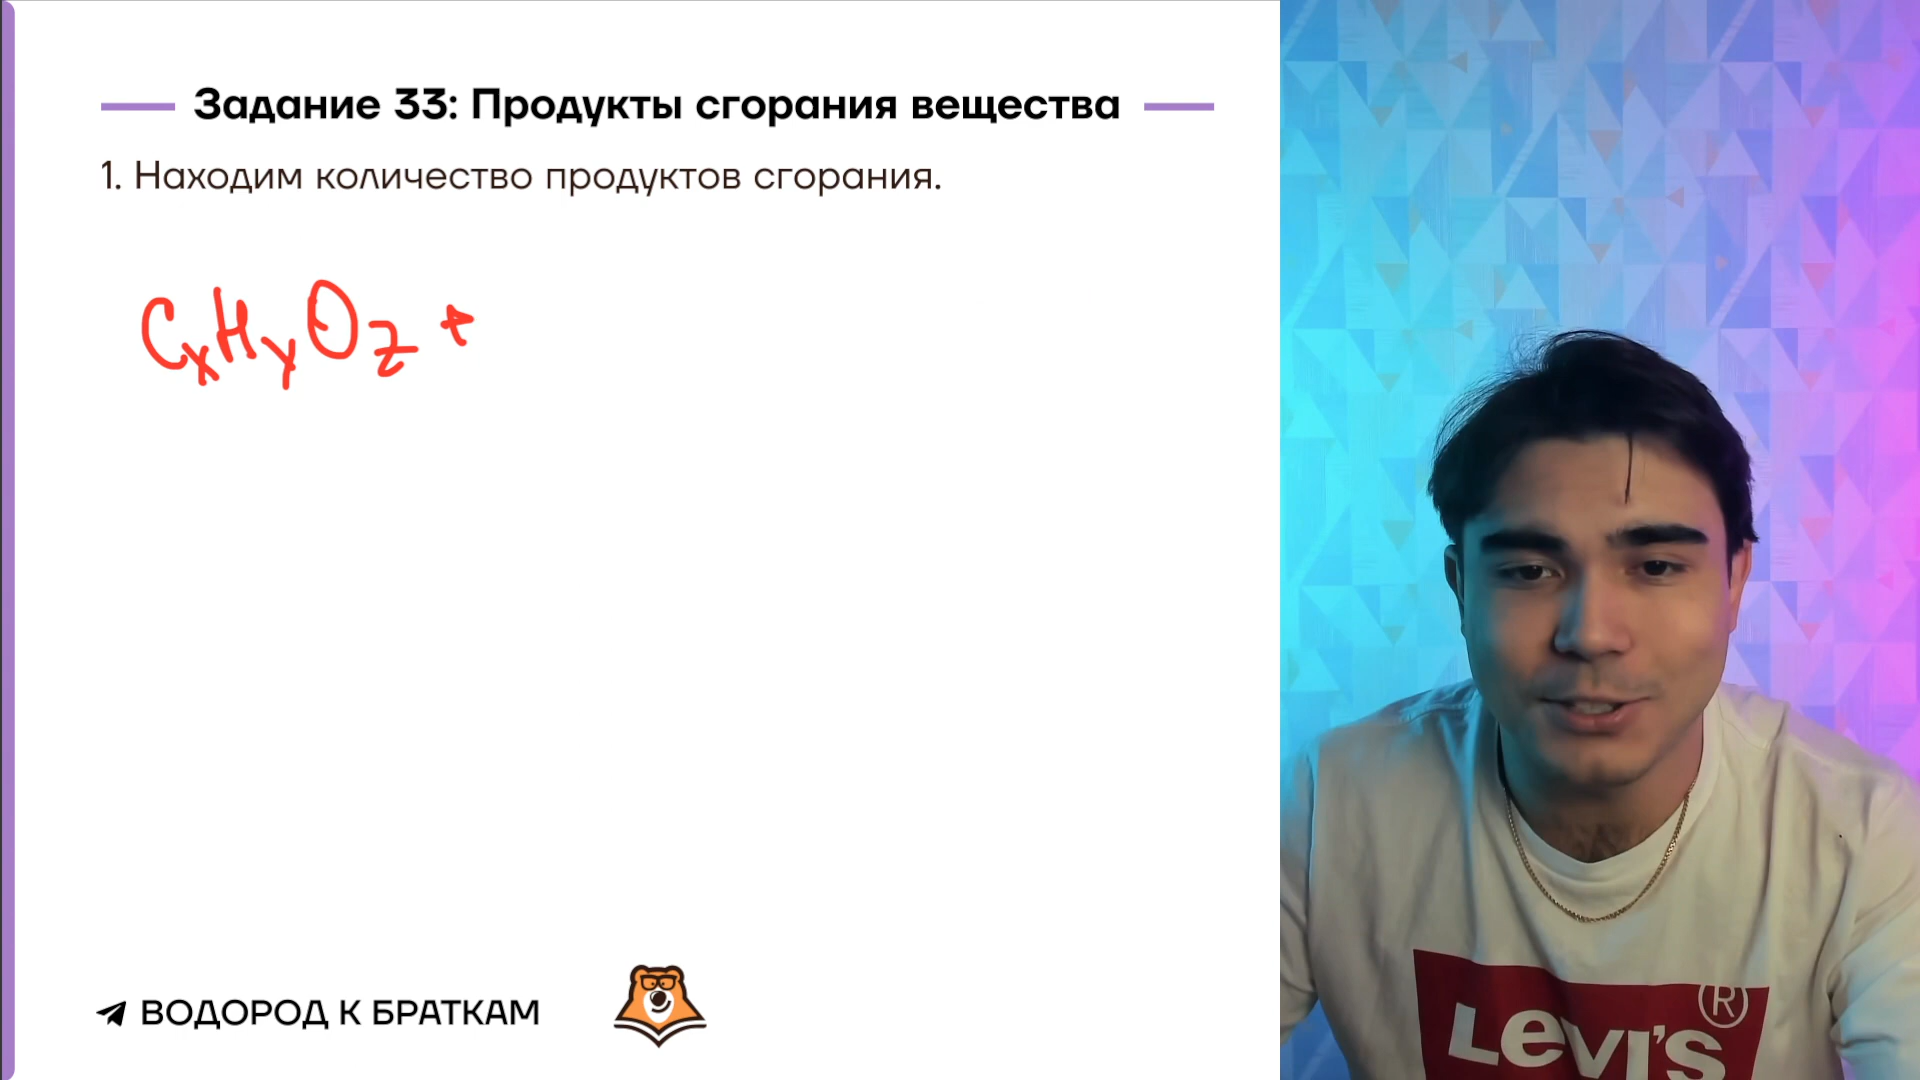 Задание 33: Продукты сгорания вещества
1. Находим количество продуктов сгорания.
CxHyOz +
ВОДОРОД К БРАТКАМ
LEVI'S ®